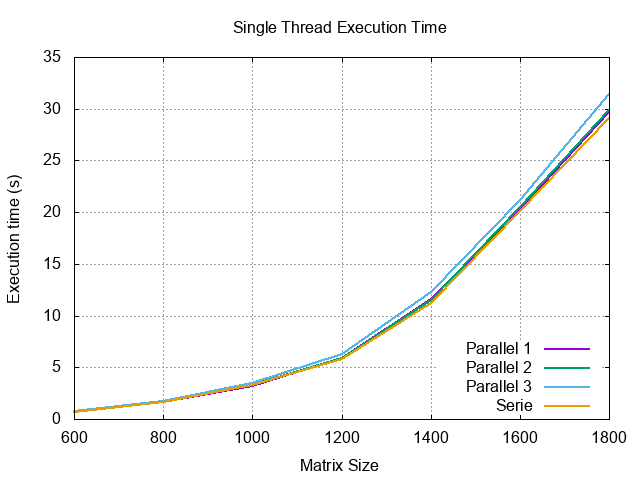 Single Thread Execution Time
35
30
25
20
15
10
5
0
Execution time (s)
Parallel 1
Parallel 2
Parallel 3
Serie
600 800 1000 1200 1400 1600 1800
Matrix Size